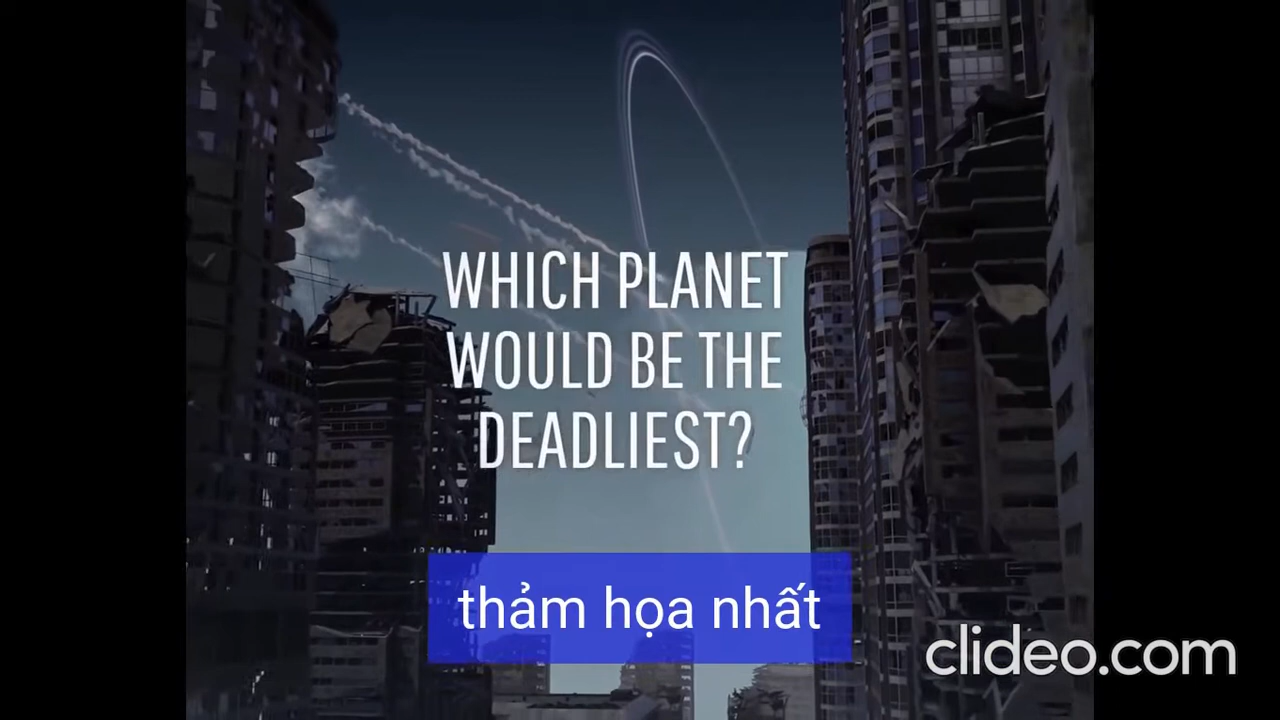 WHICH PLANET
WOULD BE THE
DEADLIEST?
thảm họa nhất
clideo.com